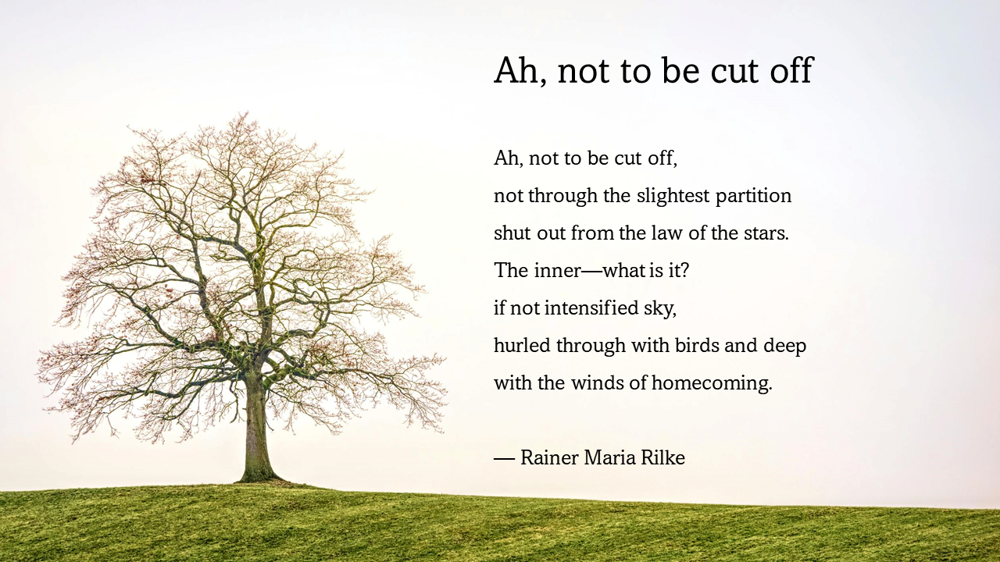 Ah, not to be cut off
Ah, not to be cut off,
not through the slightest partition
shut out from the law of the stars.
The inner—what is it?
if not intensified sky,
hurled through with birds and deep
with the winds of homecoming.
— Rainer Maria Rilke